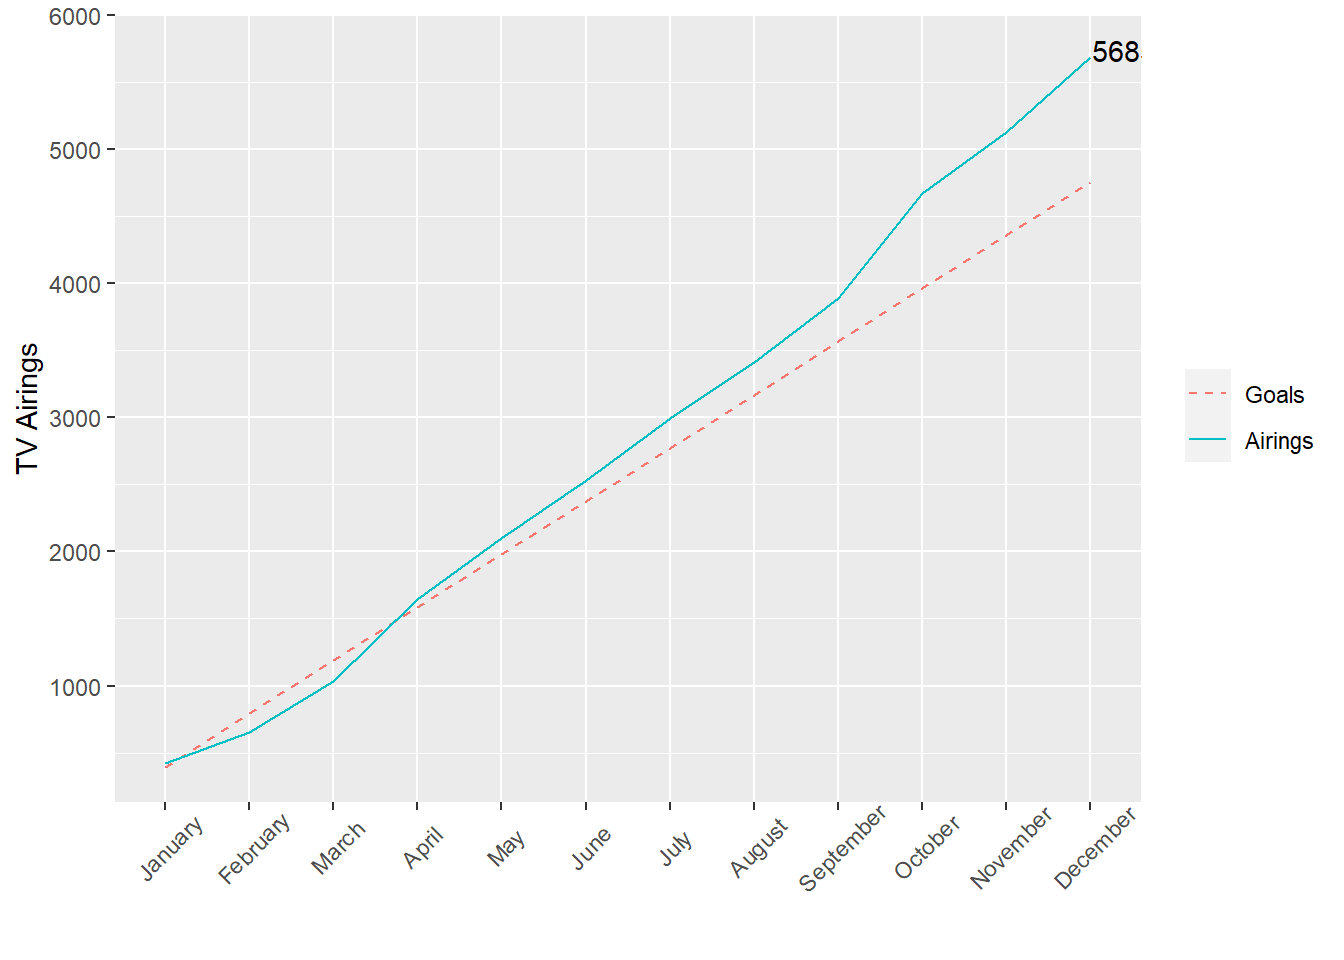 6000
5000
4000
3000
2000
1000
TV Airings
568
January
February
March
April
May
June
July
August
September
October
November
December
Goals
Airings